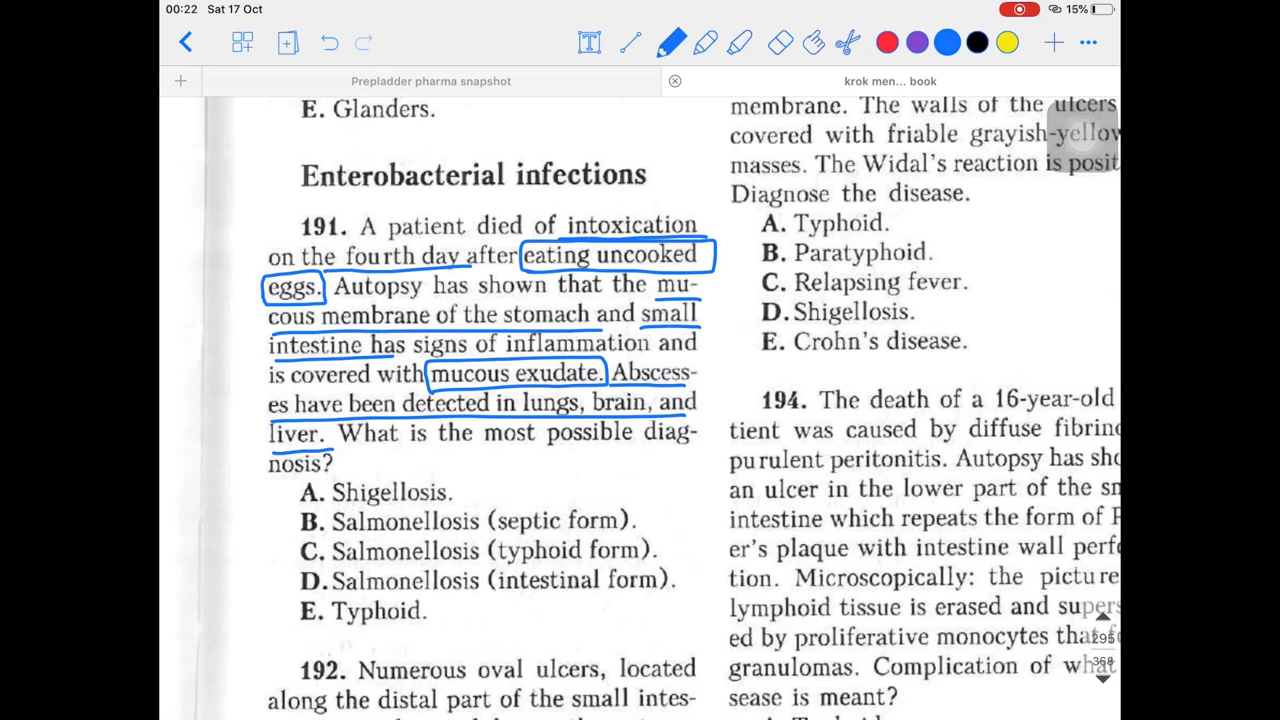 00:22 Sat 17 Oct
15%
T
Prepladder pharma snapshot
krok men... book
E. Glanders.
Enterobacterial infections
191. A patient died of intoxication
on the fourth day after eating uncooked
eggs. Autopsy has shown that the mu-
cous membrane of the stomach and small
intestine has signs of inflammation and
is covered with mucous exudate. Abscess-
es have been detected in lungs, brain, and
liver. What is the most possible diag-
nosis?
A. Shigellosis.
B. Salmonellosis (septic form).
C. Salmonellosis (typhoid form).
D. Salmonellosis (intestinal form).
E. Typhoid.
192. Numerous oval ulcers, located
along the distal part of the small intes-
membrane. The walls of the ulcers
covered with friable grayish-yellow
masses. The Widal's reaction is posit
Diagnose the disease.
A. Typhoid.
B. Paratyphoid.
C. Relapsing fever.
D. Shigellosis.
E. Crohn's disease.
194. The death of a 16-year-old
tient was caused by diffuse fibrino
purulent peritonitis. Autopsy has sho
an ulcer in the lower part of the sm
intestine which repeats the form of P
er's plaque with intestine wall perfo
tion. Microscopically: the picture
lymphoid tissue is erased and supers
ed by proliferative monocytes that
granulomas. Complication of what
sease is meant?
295
368